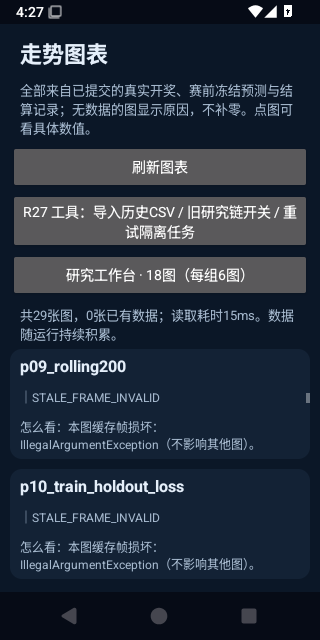 4:27
走势图表
全部来自已提交的真实开奖、赛前冻结预测与结
算记录；无数据的图显示原因，不补零。点图可
看具体数值。
刷新图表
R27 工具：导入历史CSV / 旧研究链开关 / 重
试隔离任务
研究工作台 · 18图（每组6图）
共29张图，0张已有数据；读取耗时15ms。数据
随运行持续积累。
p09_rolling200
STALE_FRAME_INVALID
怎么看：本图缓存帧损坏：
IllegalArgumentException（不影响其他图）。
p10_train_holdout_loss
STALE_FRAME_INVALID
怎么看：本图缓存帧损坏：
IllegalArgumentException（不影响其他图）。